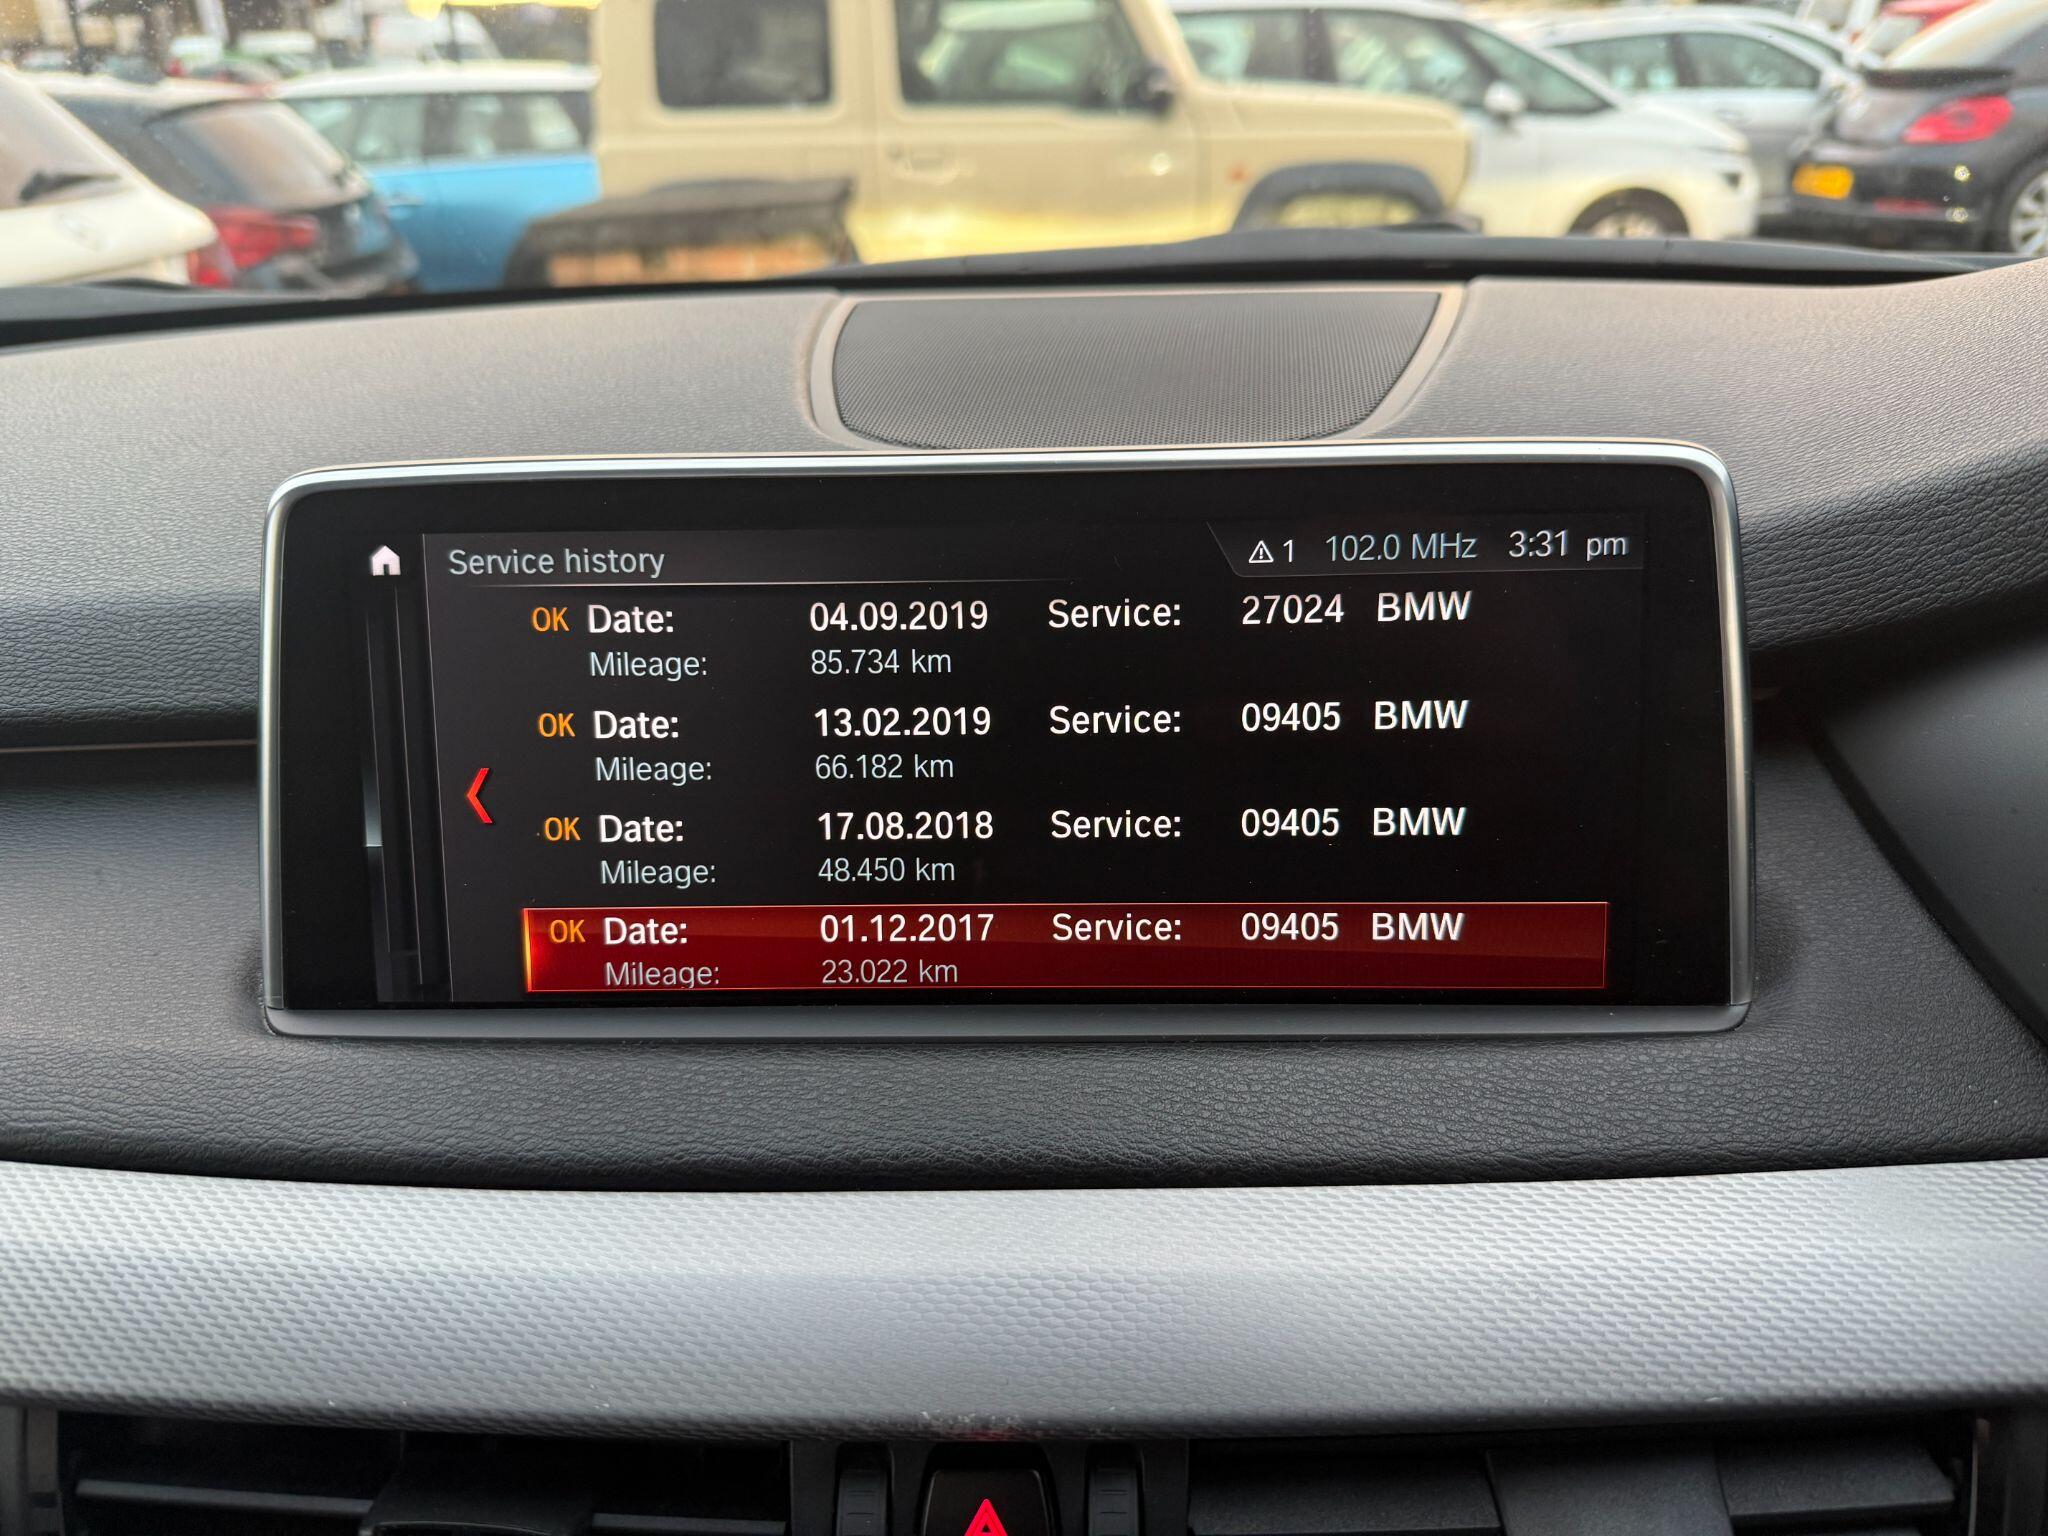 Service history 1 102.0 MHz 3:31 pm
OK Date: 04.09.2019 Service: 27024 BMW
Mileage: 85.734 km
OK Date: 13.02.2019 Service: 09405 BMW
Mileage: 66.182 km
OK Date: 17.08.2018 Service: 09405 BMW
Mileage: 48.450 km
OK Date: 01.12.2017 Service: 09405 BMW
Mileage: 23.022 km